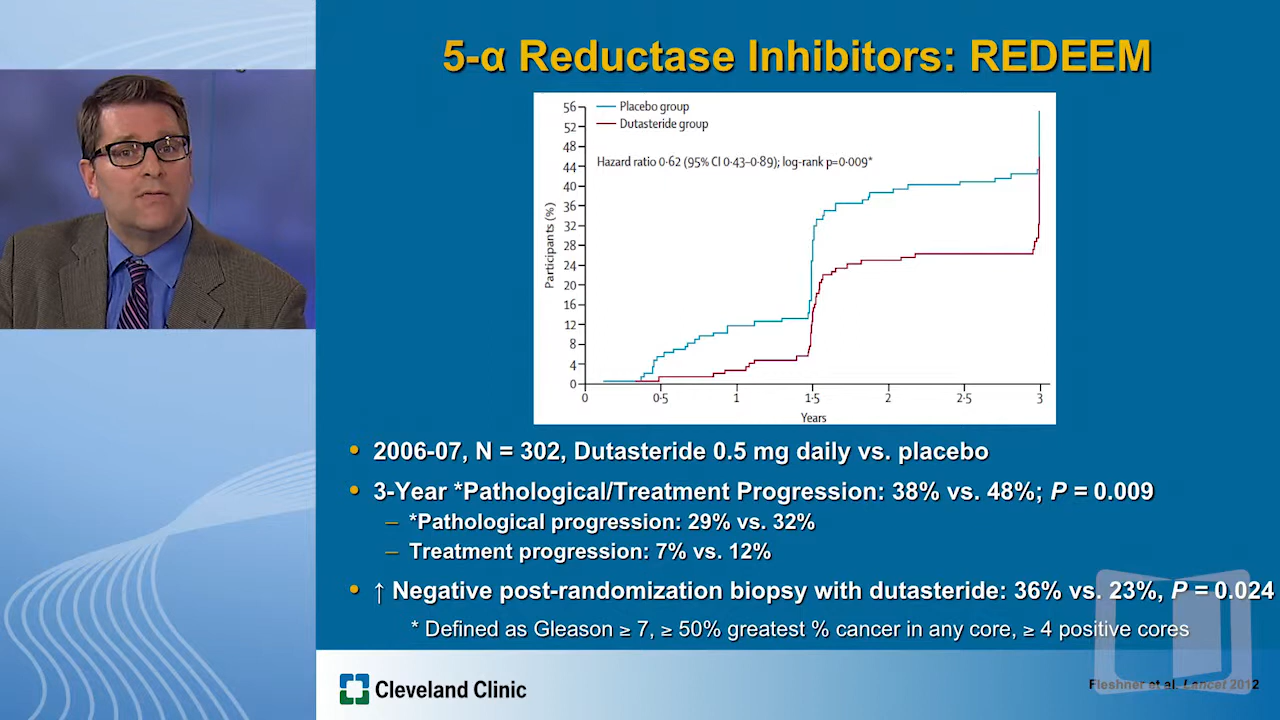 5-α Reductase Inhibitors: REDEEM
56
52
48
44
40
36
32
28
24
20
16
12
8
4
0
Participants (%)
Placebo group
Dutasteride group
Hazard ratio 0·62 (95% CI 0·43–0·89); log-rank p=0·009*
0
0·5
1
1·5
2
2·5
3
Years
• 2006-07, N = 302, Dutasteride 0.5 mg daily vs. placebo
• 3-Year *Pathological/Treatment Progression: 38% vs. 48%; P = 0.009
– *Pathological progression: 29% vs. 32%
– Treatment progression: 7% vs. 12%
• ↑ Negative post-randomization biopsy with dutasteride: 36% vs. 23%, P = 0.024
* Defined as Gleason ≥ 7, ≥ 50% greatest % cancer in any core, ≥ 4 positive cores
Cleveland Clinic
Fleshner et al. Lancet 2012